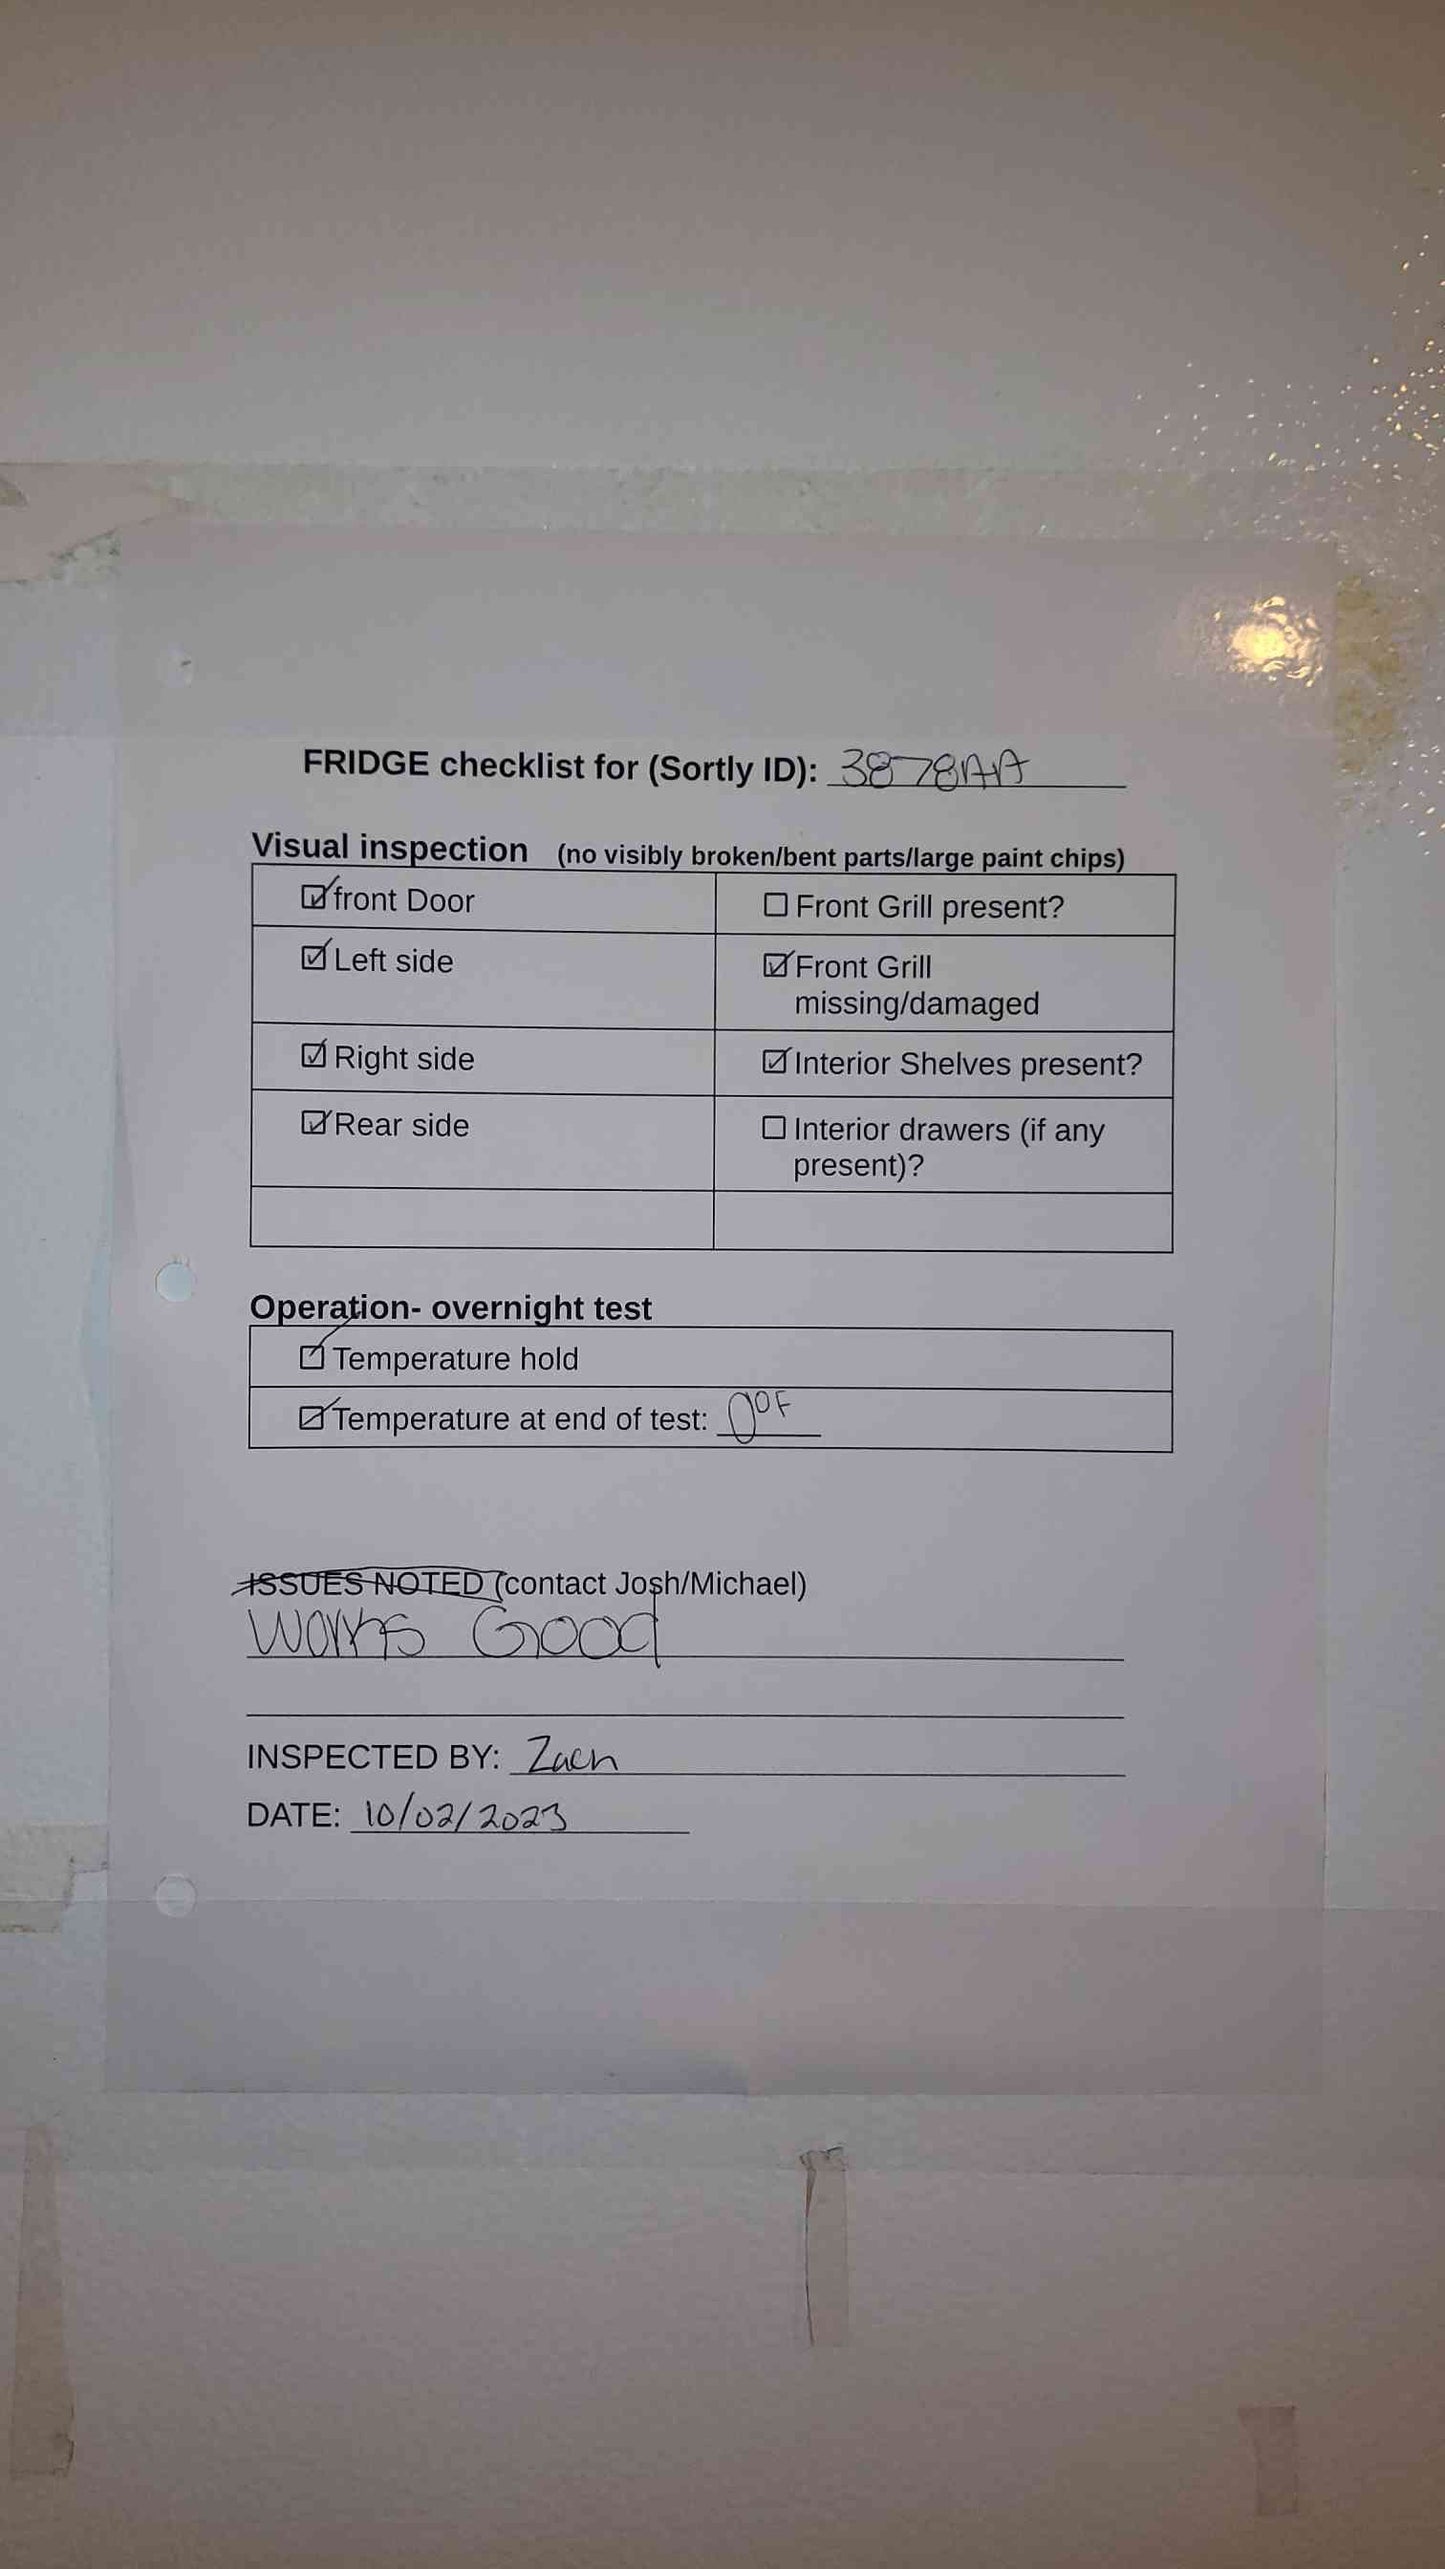 FRIDGE checklist for (Sortly ID): 3878AA
Visual inspection (no visibly broken/bent parts/large paint chips)
☑ front Door
☐ Front Grill present?
☑ Left side
☑ Front Grill
missing/damaged
☑ Right side
☑ Interior Shelves present?
☑ Rear side
☐ Interior drawers (if any
present)?
Operation- overnight test
☑ Temperature hold
☑ Temperature at end of test: 0°F
ISSUES NOTED (contact Josh/Michael)
Works Good
INSPECTED BY: Zach
DATE: 10/02/2023